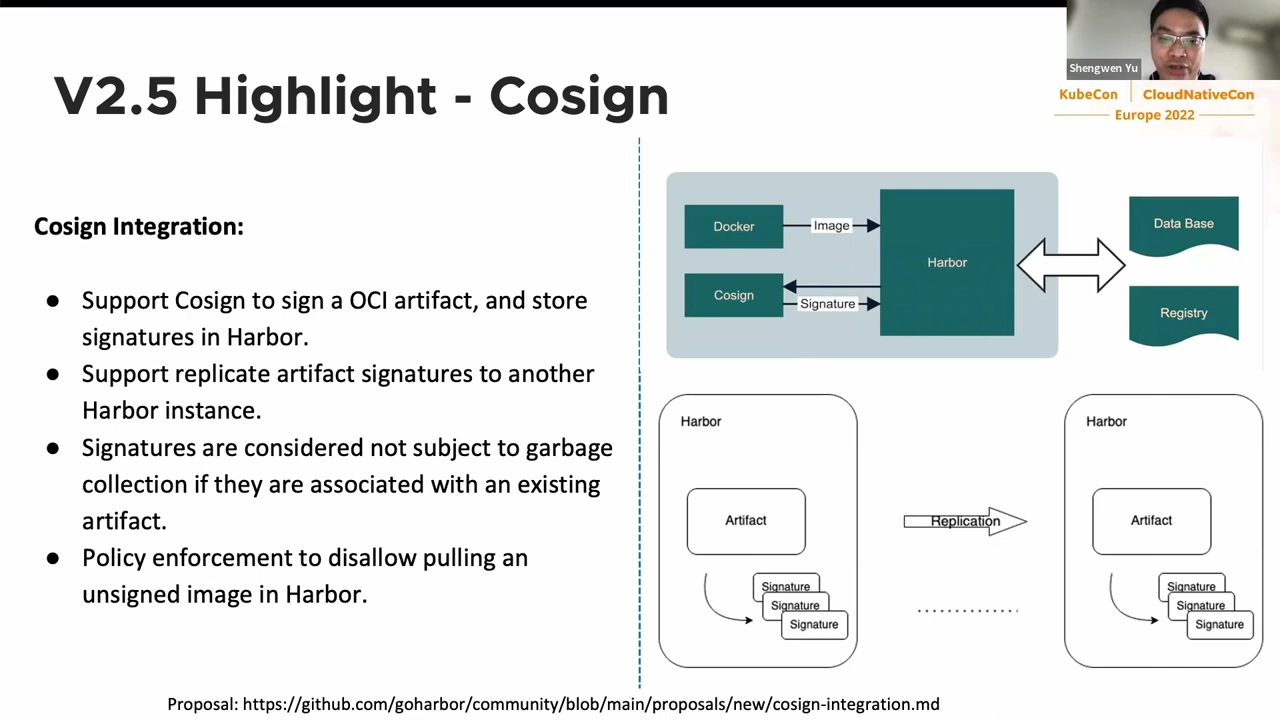 V2.5 Highlight - Cosign
Shengwen Yu
KubeCon | CloudNativeCon
Europe 2022
Cosign Integration:
● Support Cosign to sign a OCI artifact, and store
signatures in Harbor.
● Support replicate artifact signatures to another
Harbor instance.
● Signatures are considered not subject to garbage
collection if they are associated with an existing
artifact.
● Policy enforcement to disallow pulling an
unsigned image in Harbor.
Docker
Image
Cosign
Signature
Harbor
Data Base
Registry
Harbor
Artifact
Signature
Signature
Signature
Replication
Harbor
Artifact
Signature
Signature
Signature
Proposal: https://github.com/goharbor/community/blob/main/proposals/new/cosign-integration.md